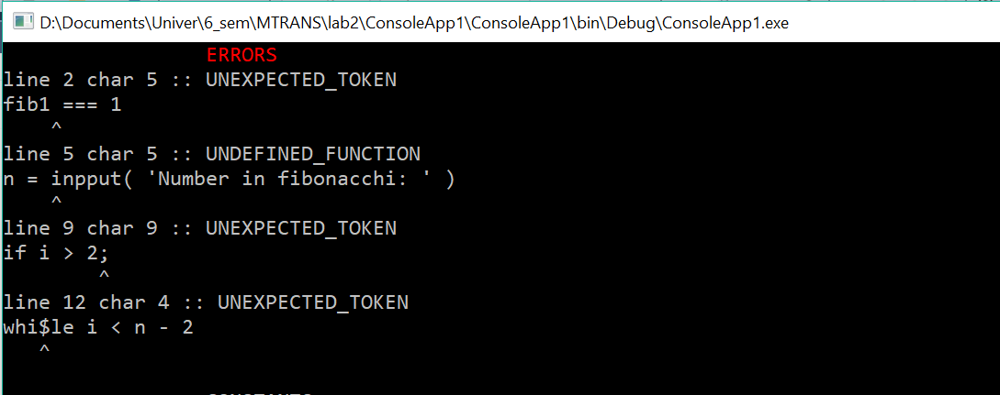 D:\Documents\Univer\6_sem\MTRANS\lab2\ConsoleApp1\ConsoleApp1\bin\Debug\ConsoleApp1.exe
ERRORS
line 2 char 5 :: UNEXPECTED_TOKEN
fib1 === 1
^
line 5 char 5 :: UNDEFINED_FUNCTION
n = inpput( 'Number in fibonacchi: ' )
^
line 9 char 9 :: UNEXPECTED_TOKEN
if i > 2;
^
line 12 char 4 :: UNEXPECTED_TOKEN
whi$le i < n - 2
^